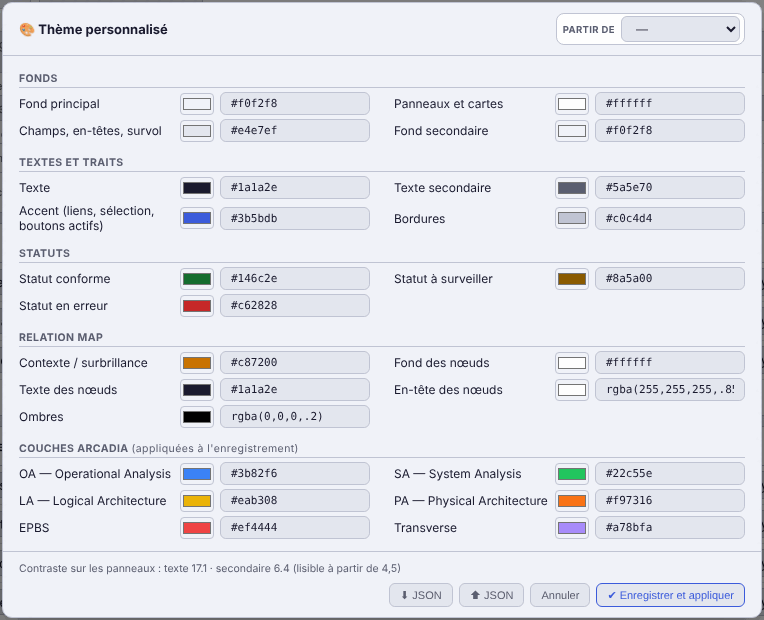 🎨 Thème personnalisé
PARTIR DE —
FONDS
Fond principal #f0f2f8 Panneaux et cartes #ffffff
Champs, en-têtes, survol #e4e7ef Fond secondaire #f0f2f8
TEXTES ET TRAITS
Texte #1a1a2e Texte secondaire #5a5e70
Accent (liens, sélection,
boutons actifs) #3b5bdb Bordures #c0c4d4
STATUTS
Statut conforme #146c2e Statut à surveiller #8a5a00
Statut en erreur #c62828
RELATION MAP
Contexte / surbrillance #c87200 Fond des nœuds #ffffff
Texte des nœuds #1a1a2e En-tête des nœuds rgba(255,255,255,.85
Ombres rgba(0,0,0,.2)
COUCHES ARCADIA (appliquées à l'enregistrement)
OA — Operational Analysis #3b82f6 SA — System Analysis #22c55e
LA — Logical Architecture #eab308 PA — Physical Architecture #f97316
EPBS #ef4444 Transverse #a78bfa
Contraste sur les panneaux : texte 17.1 · secondaire 6.4 (lisible à partir de 4,5)
⬇ JSON ⬆ JSON Annuler ✔ Enregistrer et appliquer